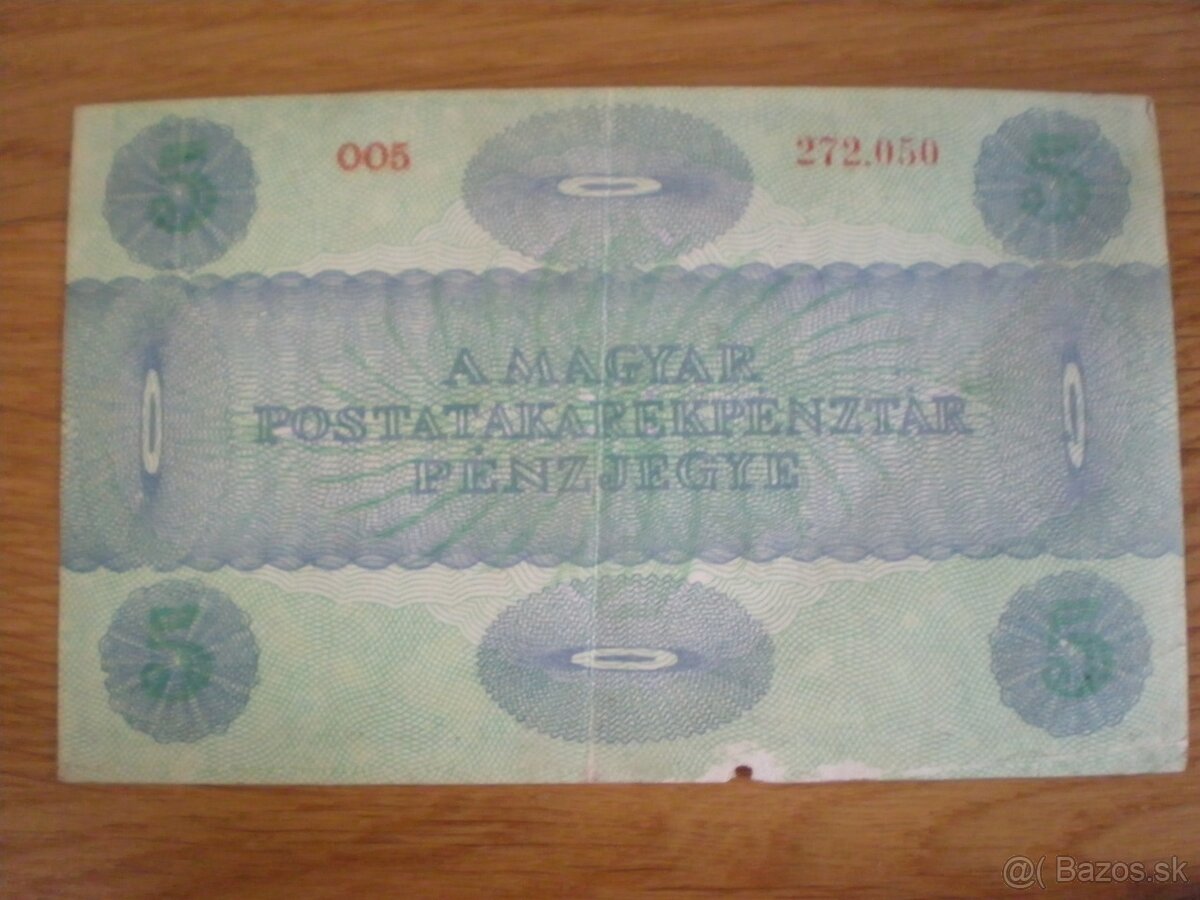 5 005 272.050 5
A MAGYAR
POSTATAKARÉKPÉNZTÁR
PÉNZJEGYE
5 5
@( Bazos.sk